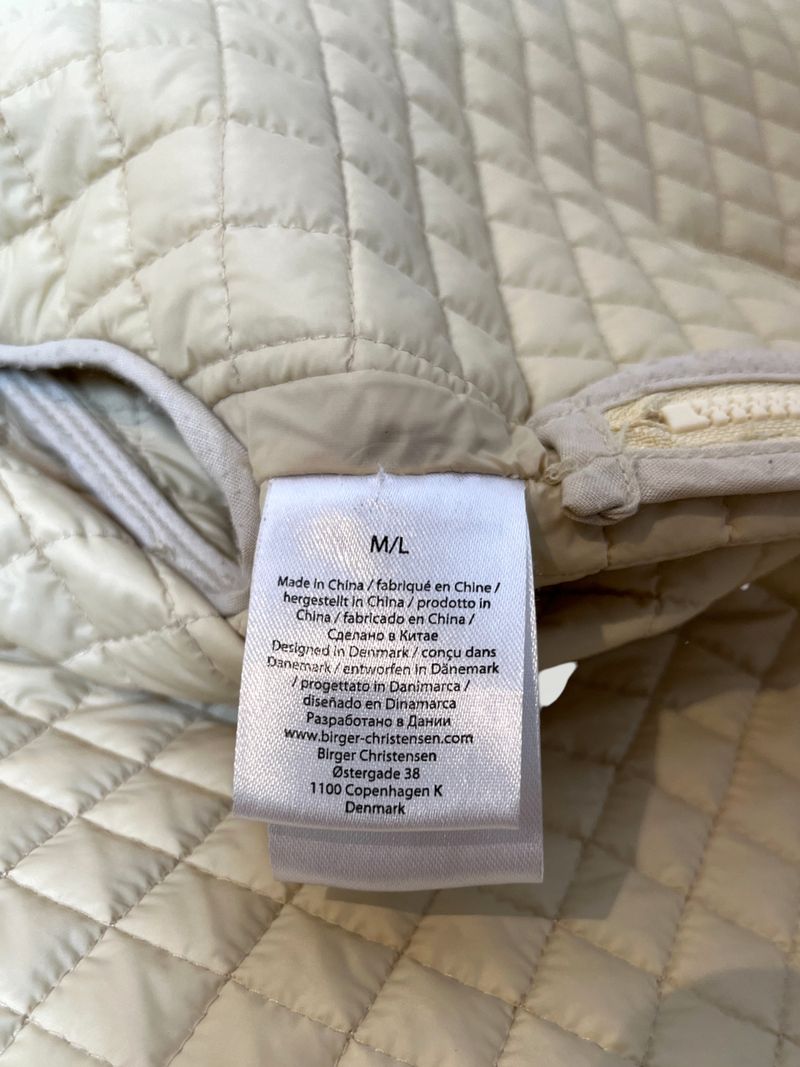 M/L
Made in China / fabriqué en Chine /
hergestellt in China / prodotto in
China / fabricado en China /
Сделано в Китае
Designed in Denmark / conçu dans
Danemark / entworfen in Dänemark
/ progettato in Danimarca /
diseñado en Dinamarca
Разработано в Дании
www.birger-christensen.com
Birger Christensen
Østergade 38
1100 Copenhagen K
Denmark